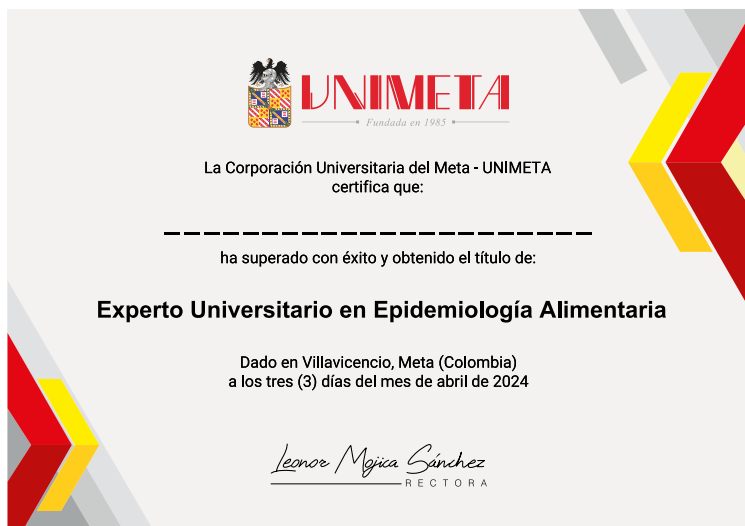 UNIMETA
Fundada en 1985
La Corporación Universitaria del Meta - UNIMETA
certifica que:
ha superado con éxito y obtenido el título de:
Experto Universitario en Epidemiología Alimentaria
Dado en Villavicencio, Meta (Colombia)
a los tres (3) días del mes de abril de 2024
Leonor Mojica Sánchez
RECTORA